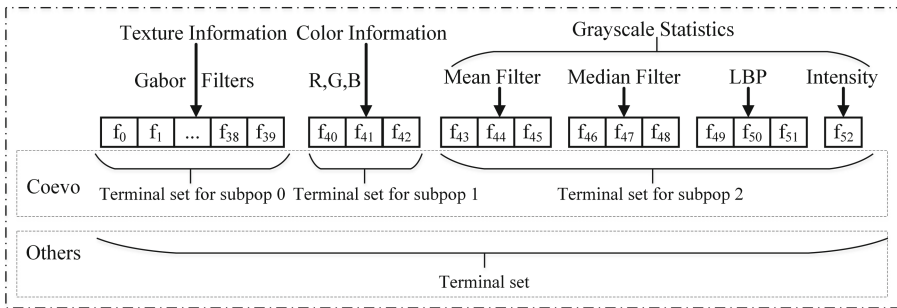 Texture Information Color Information Grayscale Statistics
Gabor Filters R,G,B Mean Filter Median Filter LBP Intensity
f0 f1 ... f38 f39 f40 f41 f42 f43 f44 f45 f46 f47 f48 f49 f50 f51 f52
Coevo Terminal set for subpop 0 Terminal set for subpop 1 Terminal set for subpop 2
Others
Terminal set